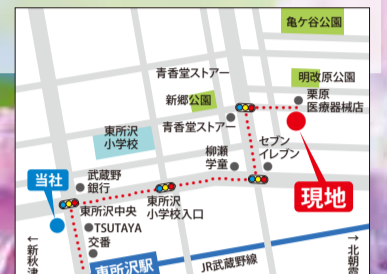 亀ケ谷公園
青香堂ストアー
明改原公園
新郷公園
栗原
医療器械店
東所沢
小学校
青香堂ストアー
柳瀬
学童
セブン
イレブン
当社
武蔵野
銀行
現地
東所沢中央
東所沢
小学校入口
TSUTAYA
交番
←新秋津
東所沢駅
JR武蔵野線
→北朝霞